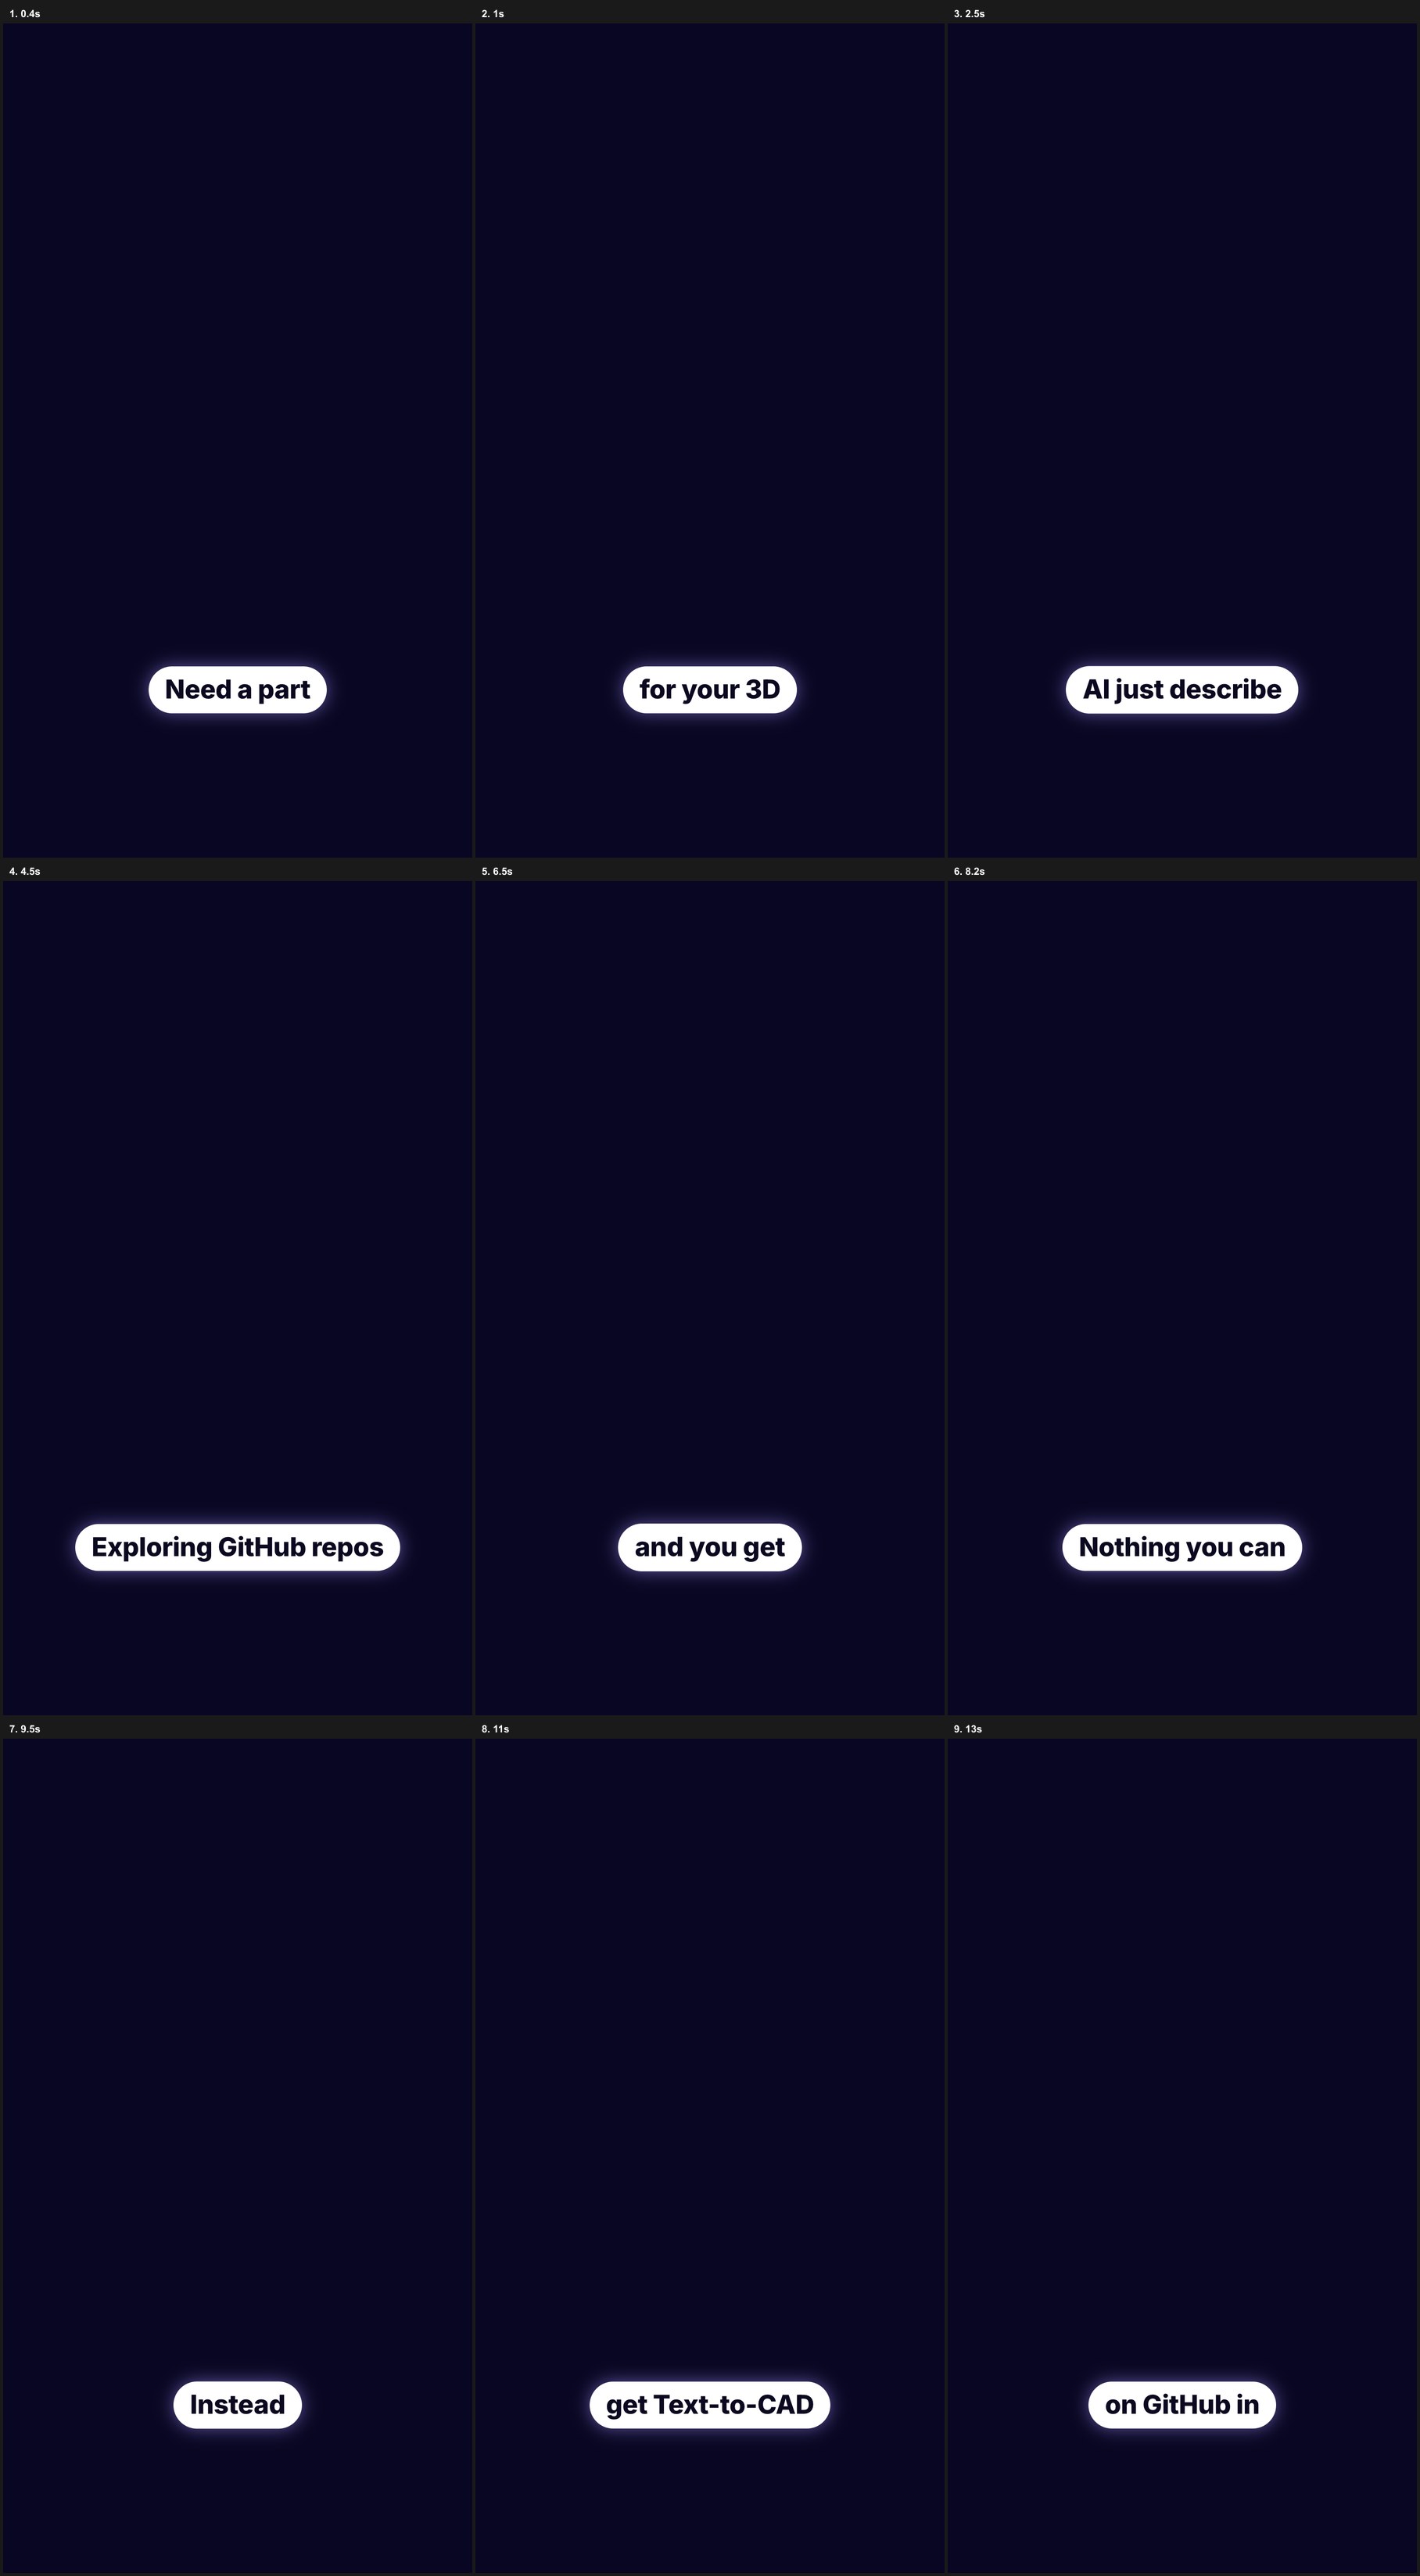 1. 0.4s
2. 1s
3. 2.5s
Need a part
for your 3D
AI just describe
4. 4.5s
5. 6.5s
6. 8.2s
Exploring GitHub repos
and you get
Nothing you can
7. 9.5s
8. 11s
9. 13s
Instead
get Text-to-CAD
on GitHub in